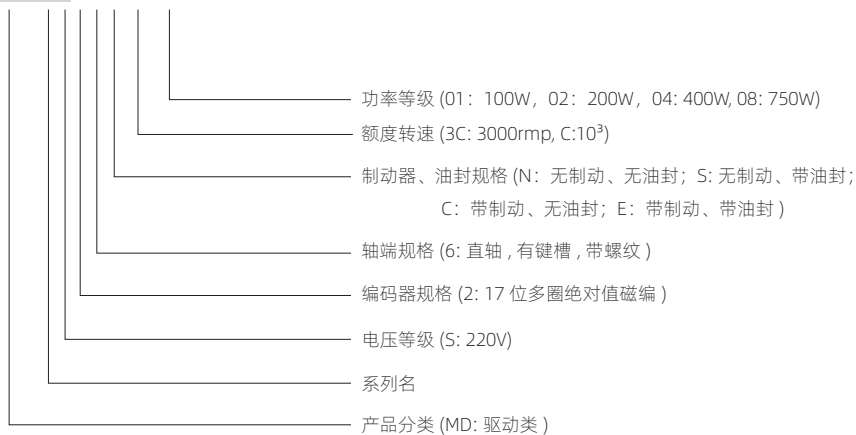 功率等级 (01：100W，02：200W，04: 400W, 08: 750W)
额度转速 (3C: 3000rmp, C:10³)
制动器、油封规格 (N：无制动、无油封；S: 无制动、带油封；
C：带制动、无油封；E：带制动、带油封 )
轴端规格 (6: 直轴 , 有键槽 , 带螺纹 )
编码器规格 (2: 17 位多圈绝对值磁编 )
电压等级 (S: 220V)
系列名
产品分类 (MD: 驱动类 )